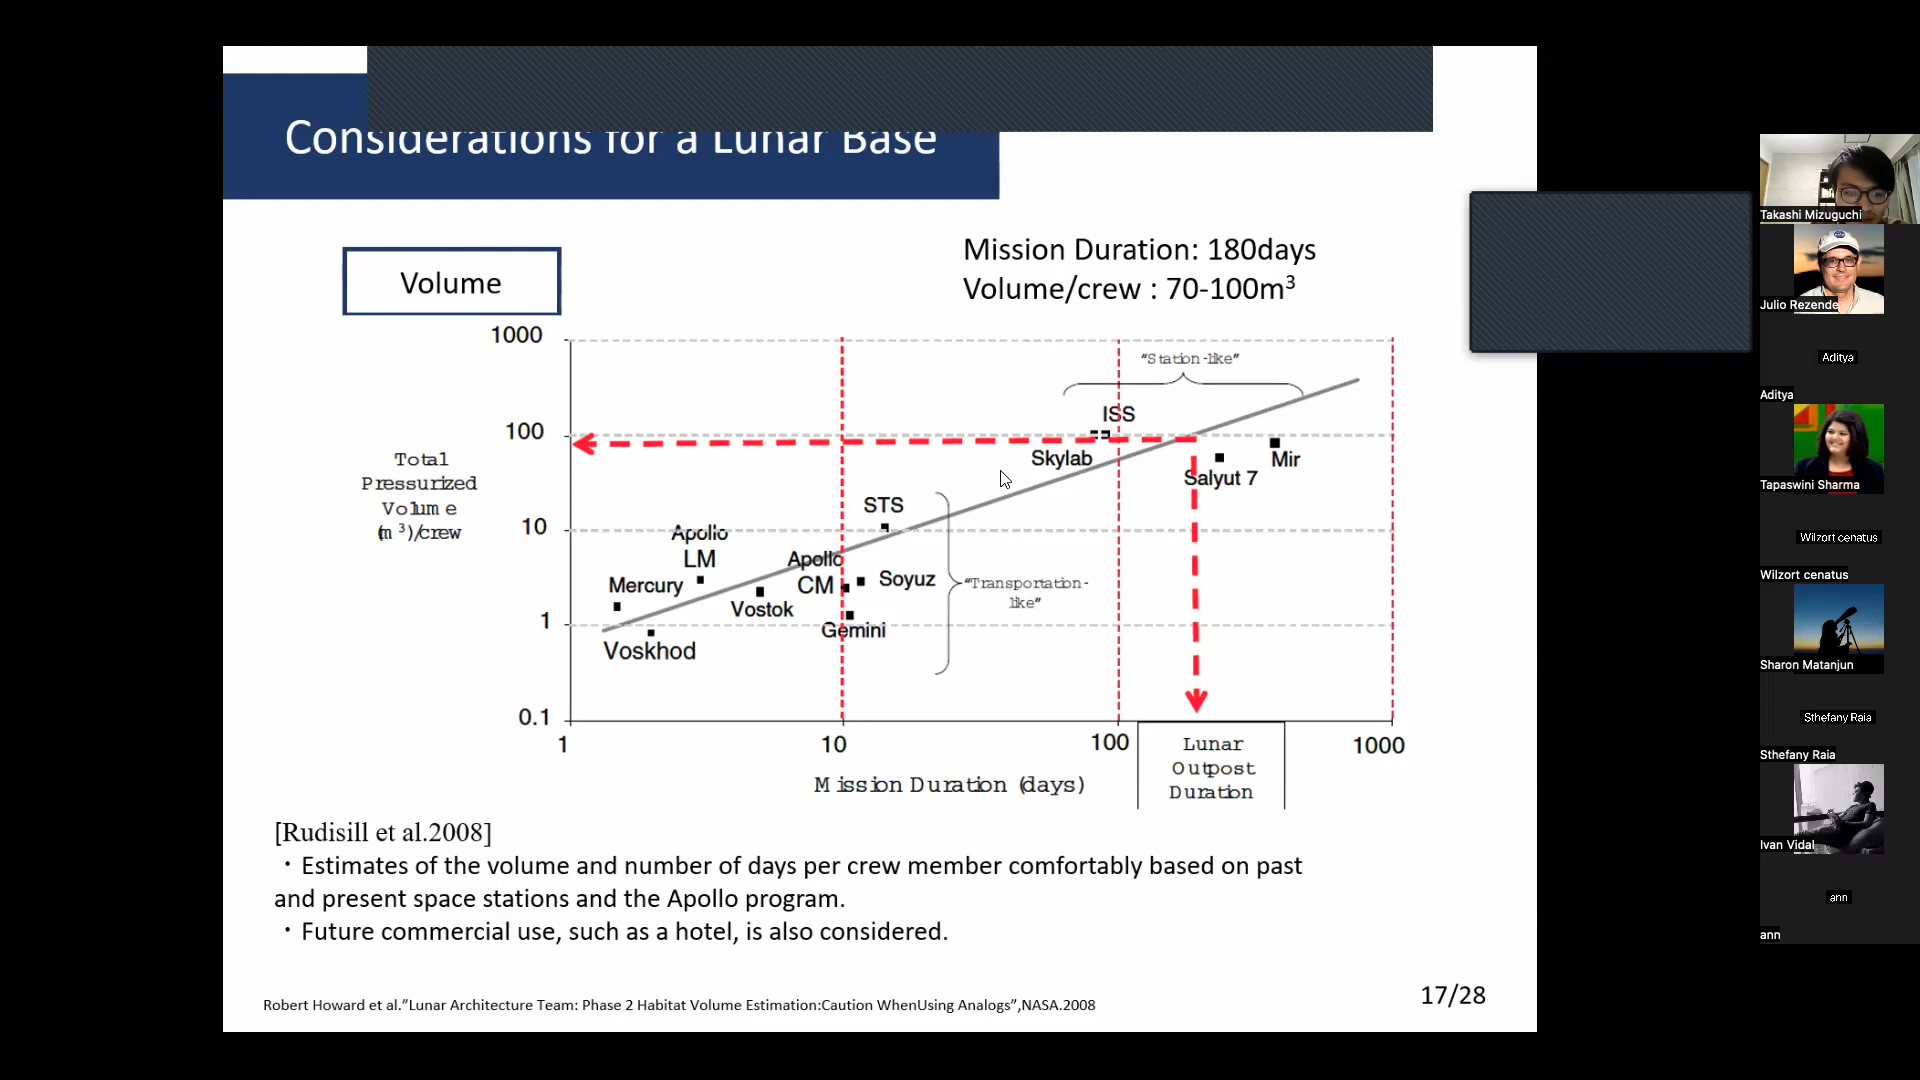 Considerations for a Lunar Base
Volume
Mission Duration: 180days
Volume/crew : 70-100m³
1000
100
10
1
0.1
Total
Pressurized
Volume
(m³)/crew
"Station-like"
ISS
Skylab
Salyut 7
Mir
STS
Apollo
LM
Apollo
CM
Soyuz
Mercury
Vostok
Gemini
Voskhod
"Transportation-
like"
1
10
100
1000
Lunar
Outpost
Duration
Mission Duration (days)
[Rudisill et al.2008]
・Estimates of the volume and number of days per crew member comfortably based on past
and present space stations and the Apollo program.
・Future commercial use, such as a hotel, is also considered.
Robert Howard et al."Lunar Architecture Team: Phase 2 Habitat Volume Estimation:Caution WhenUsing Analogs",NASA.2008
17/28
Takashi Mizuguchi
Julio Rezende
Aditya
Aditya
Tapaswini Sharma
Wilzort cenatus
Wilzort cenatus
Sharon Matanjun
Sthefany Raia
Sthefany Raia
Ivan Vidal
ann
ann